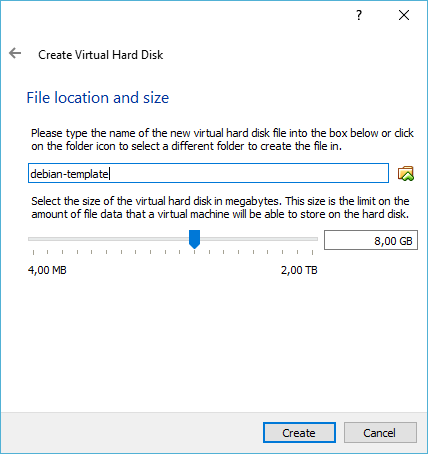 ?
Create Virtual Hard Disk
File location and size
Please type the name of the new virtual hard disk file into the box below or click
on the folder icon to select a different folder to create the file in.
debian-template
Select the size of the virtual hard disk in megabytes. This size is the limit on the
amount of file data that a virtual machine will be able to store on the hard disk.
8,00 GB
4,00 MB 2,00 TB
Create Cancel